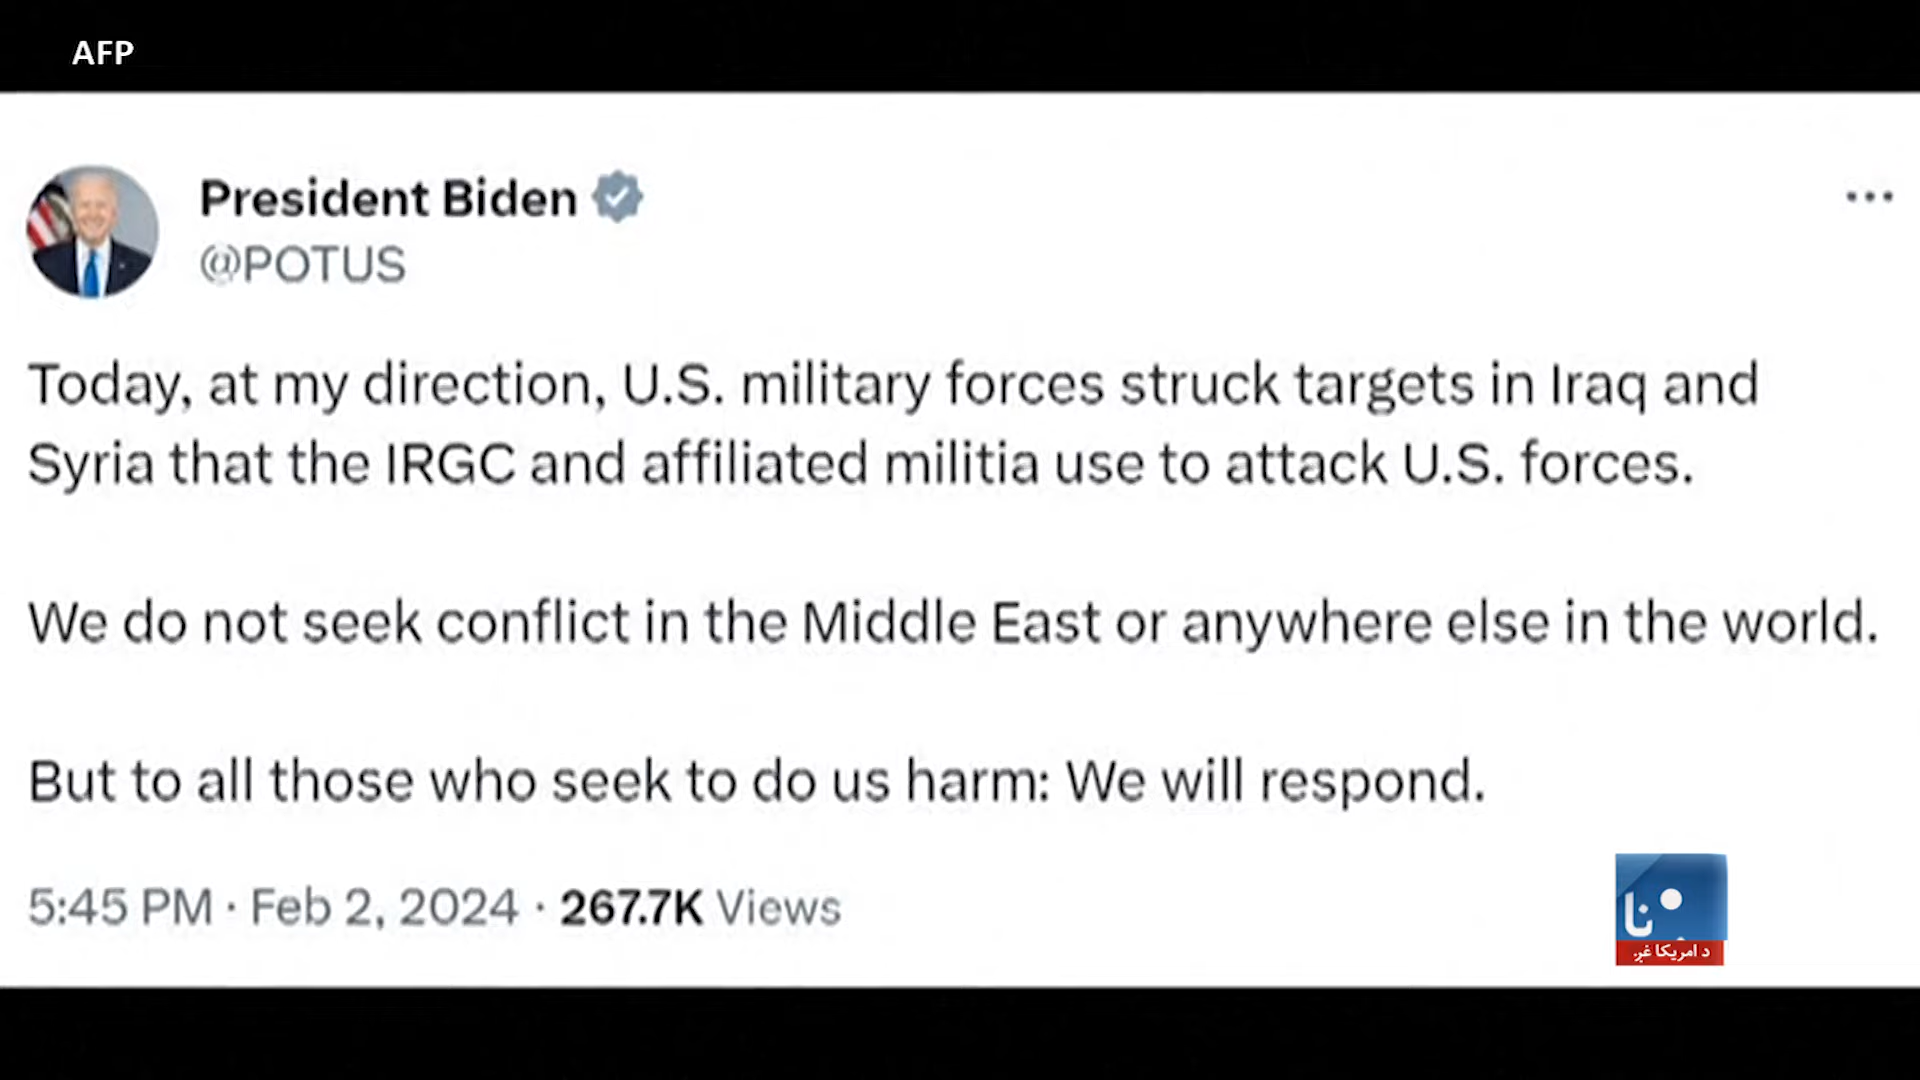 AFP
President Biden
@POTUS
Today, at my direction, U.S. military forces struck targets in Iraq and
Syria that the IRGC and affiliated militia use to attack U.S. forces.
We do not seek conflict in the Middle East or anywhere else in the world.
But to all those who seek to do us harm: We will respond.
5:45 PM · Feb 2, 2024 · 267.7K Views
د امریکا غږ